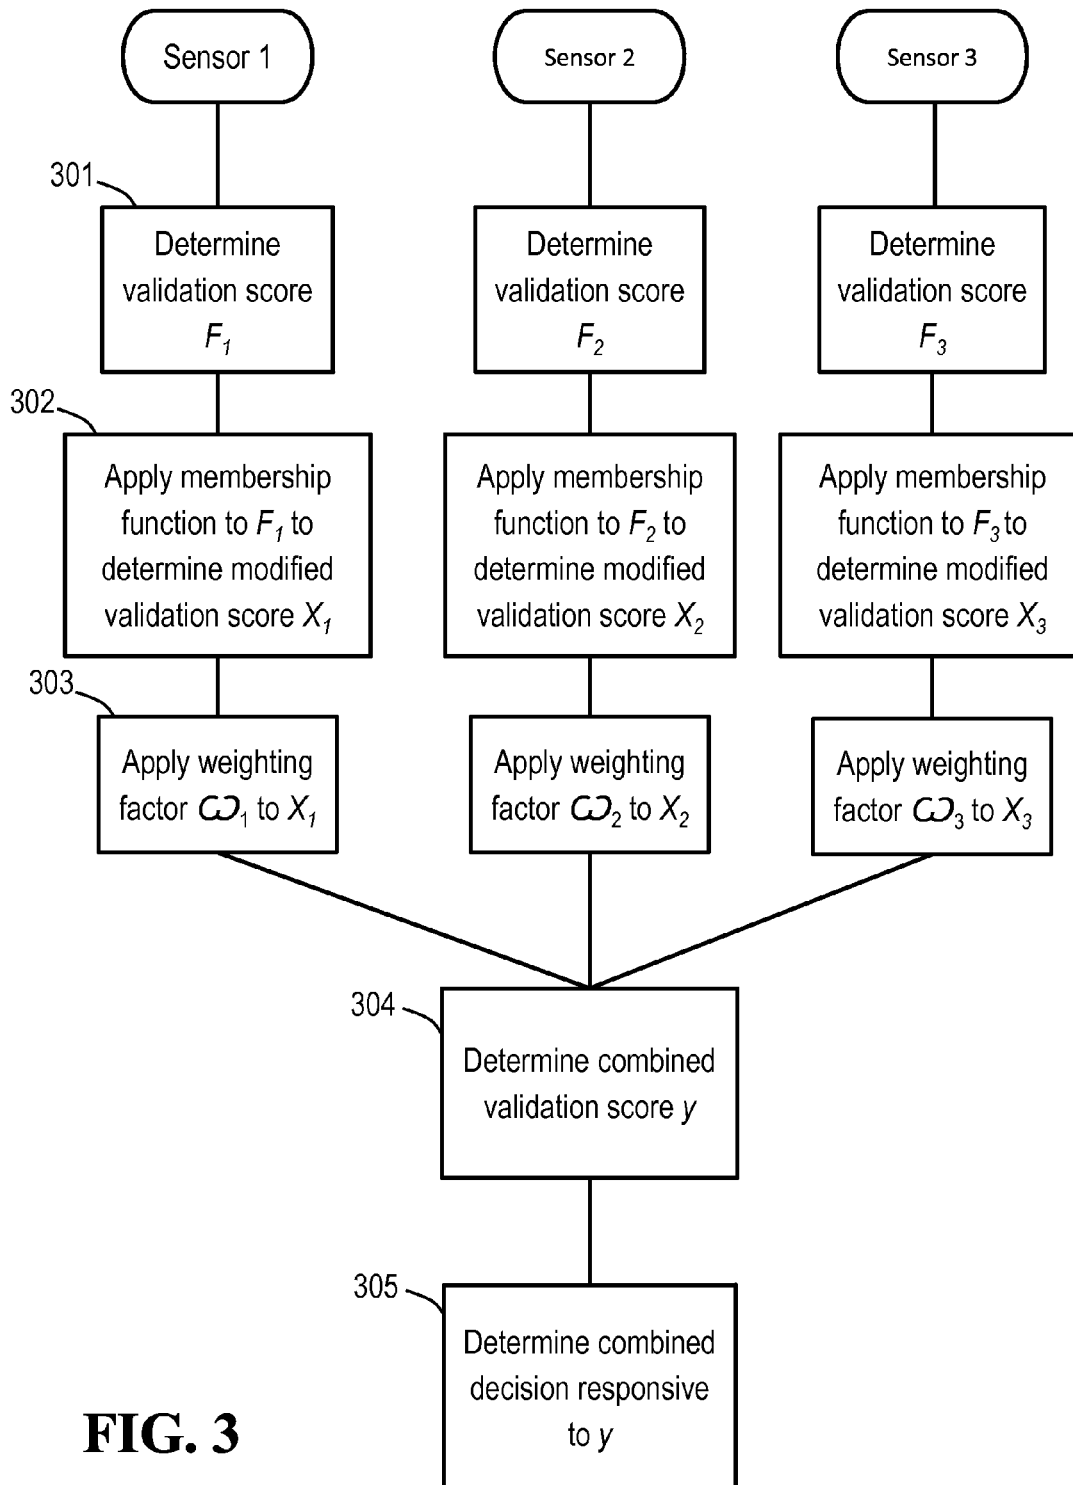 Sensor 1
Sensor 2
Sensor 3
301
Determine
validation score
F1
Determine
validation score
F2
Determine
validation score
F3
302
Apply membership
function to F1 to
determine modified
validation score X1
Apply membership
function to F2 to
determine modified
validation score X2
Apply membership
function to F3 to
determine modified
validation score X3
303
Apply weighting
factor ω1 to X1
Apply weighting
factor ω2 to X2
Apply weighting
factor ω3 to X3
304
Determine combined
validation score y
305
Determine combined
decision responsive
to y
FIG. 3